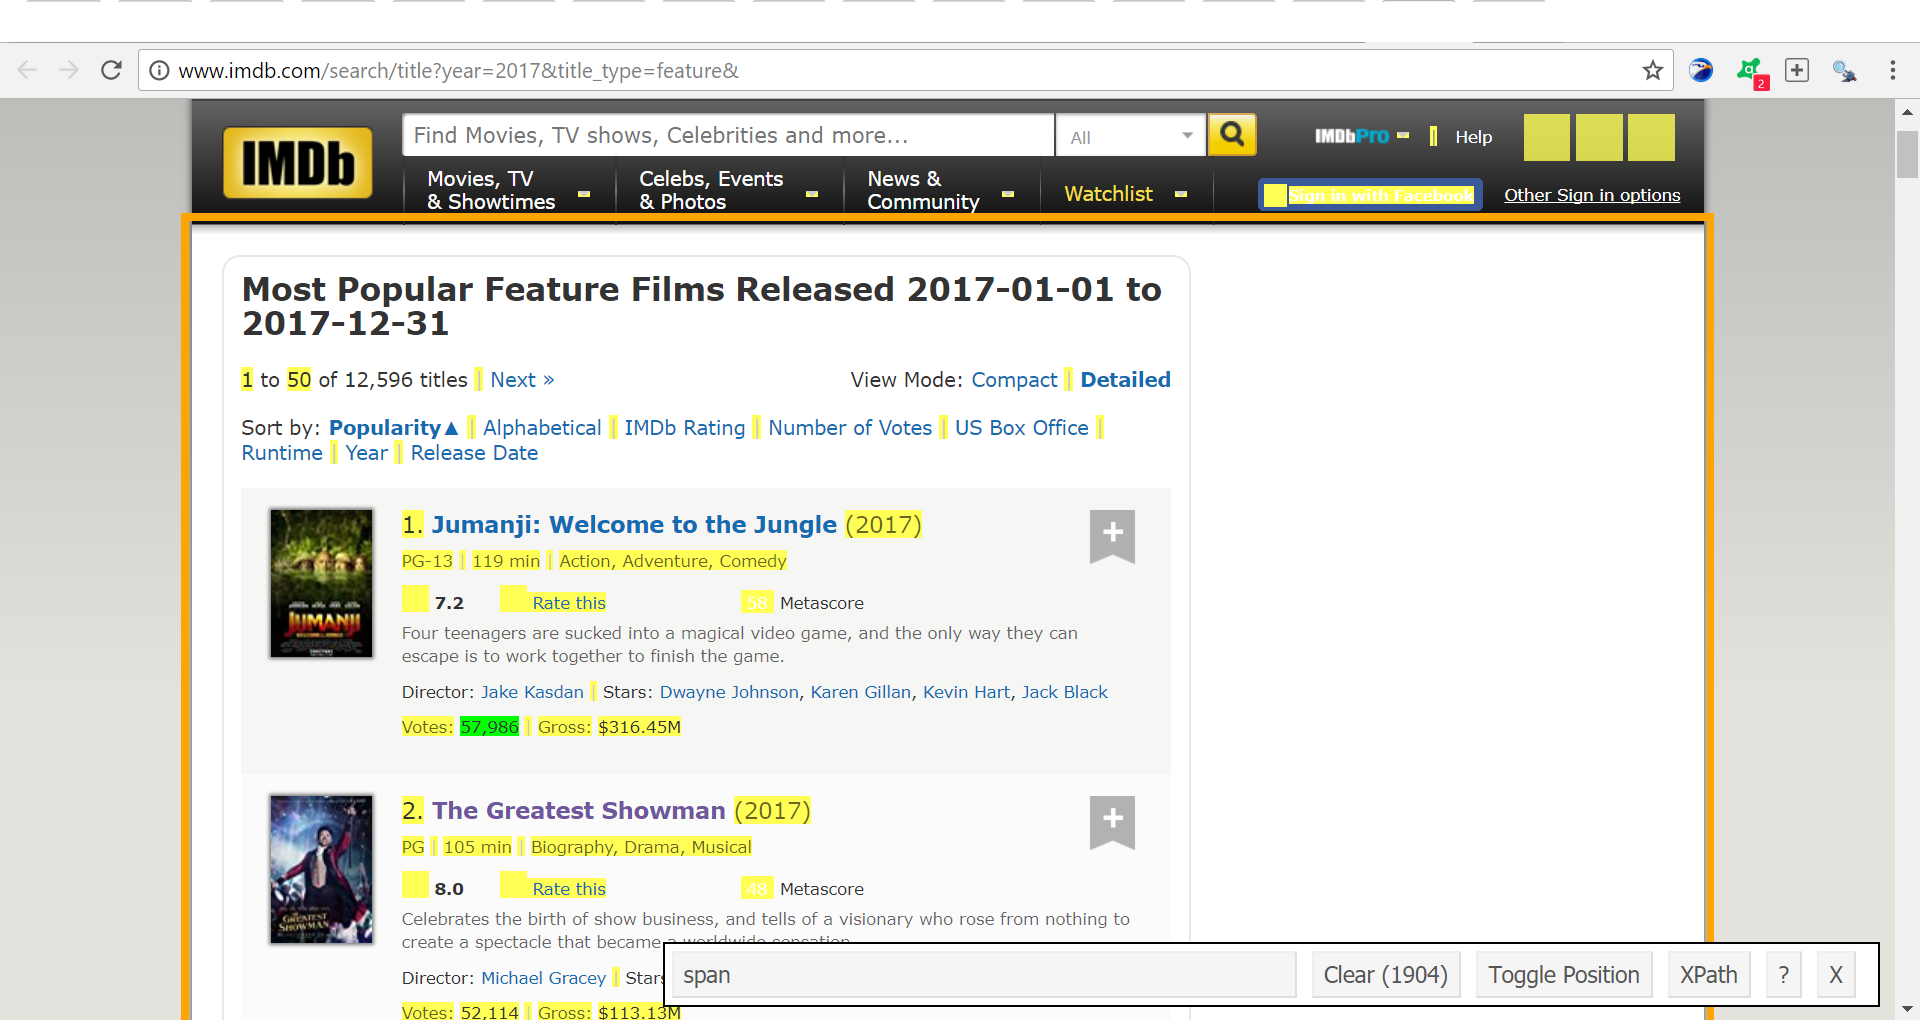 www.imdb.com/search/title?year=2017&title_type=feature&
2
IMDb
Find Movies, TV shows, Celebrities and more...
All
IMDbPro
Help
Movies, TV
& Showtimes
Celebs, Events
& Photos
News &
Community
Watchlist
Sign in with Facebook
Other Sign in options
Most Popular Feature Films Released 2017-01-01 to
2017-12-31
1 to 50 of 12,596 titles | Next »
View Mode: Compact | Detailed
Sort by: Popularity▲ | Alphabetical | IMDb Rating | Number of Votes | US Box Office |
Runtime | Year | Release Date
JUMANJI
1. Jumanji: Welcome to the Jungle (2017)
PG-13 | 119 min | Action, Adventure, Comedy
7.2 Rate this 58 Metascore
Four teenagers are sucked into a magical video game, and the only way they can
escape is to work together to finish the game.
Director: Jake Kasdan | Stars: Dwayne Johnson, Karen Gillan, Kevin Hart, Jack Black
Votes: 57,986 | Gross: $316.45M
GREATEST
SHOWMAN
2. The Greatest Showman (2017)
PG | 105 min | Biography, Drama, Musical
8.0 Rate this 48 Metascore
Celebrates the birth of show business, and tells of a visionary who rose from nothing to
create a spectacle that became a worldwide sensation.
Director: Michael Gracey | Stars
Votes: 52,114 | Gross: $113.13M
span
Clear (1904)
Toggle Position
XPath
?
X